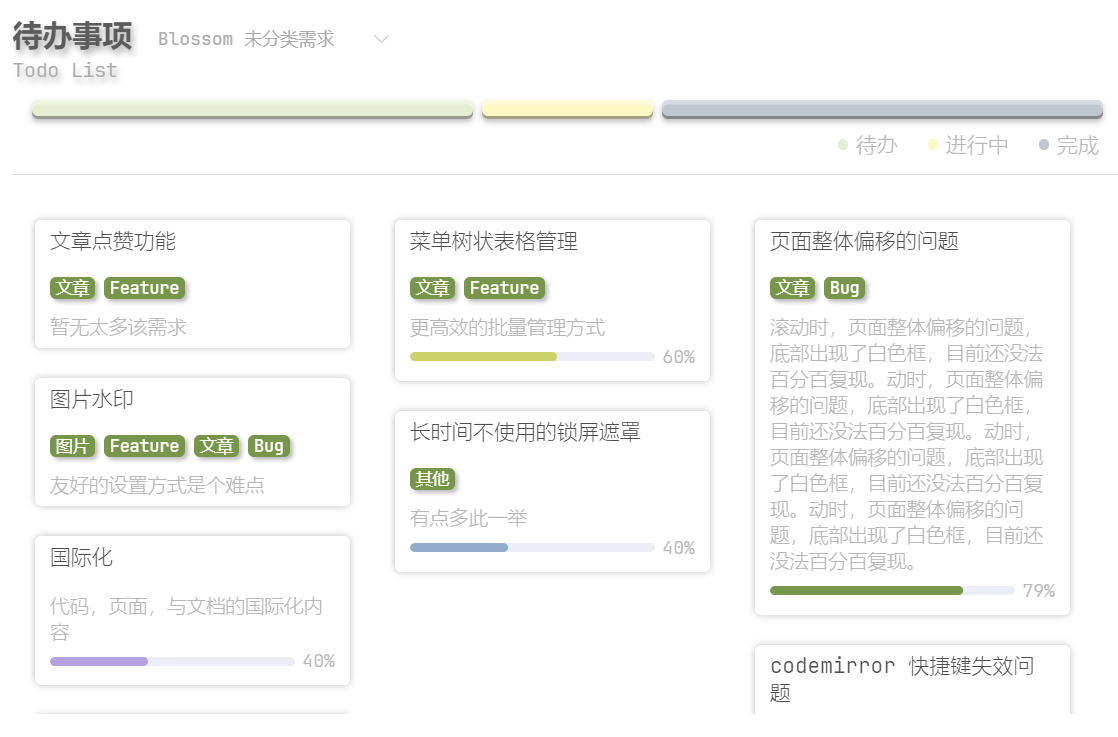 待办事项
Blossom 未分类需求
Todo List
待办 进行中 完成
文章点赞功能
文章 Feature
暂无太多该需求
图片水印
图片 Feature 文章 Bug
友好的设置方式是个难点
国际化
代码，页面，与文档的国际化内
容
40%
菜单树状表格管理
文章 Feature
更高效的批量管理方式
60%
长时间不使用的锁屏遮罩
其他
有点多此一举
40%
页面整体偏移的问题
文章 Bug
滚动时，页面整体偏移的问题，
底部出现了白色框，目前还没法
百分百复现。动时，页面整体偏
移的问题，底部出现了白色框，
目前还没法百分百复现。动时，
页面整体偏移的问题，底部出现
了白色框，目前还没法百分百复
现。动时，页面整体偏移的问
题，底部出现了白色框，目前还
没法百分百复现。
79%
codemirror 快捷键失效问
题